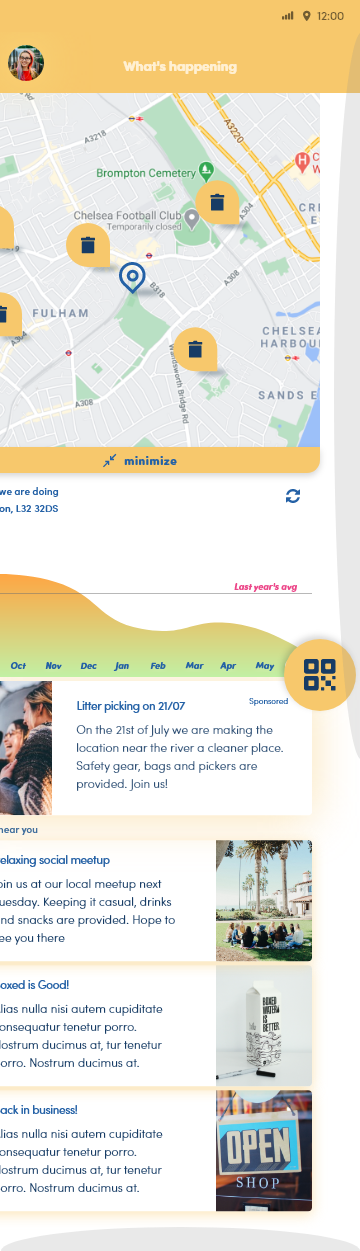 12:00
What's happening
A3218
A3220
Brompton Cemetery
Chelsea Football Club
Temporarily closed
A304
A308
B318
FULHAM
CHELSEA
HARBOU
SANDS E
Wandsworth Bridge Rd
A308
minimize
we are doing
on, L32 32DS
Last year's avg
Oct Nov Dec Jan Feb Mar Apr May
Litter picking on 21/07
Sponsored
On the 21st of July we are making the
location near the river a cleaner place.
Safety gear, bags and pickers are
provided. Join us!
near you
elaxing social meetup
oin us at our local meetup next
uesday. Keeping it casual, drinks
nd snacks are provided. Hope to
ee you there
oxed is Good!
lias nulla nisi autem cupiditate
onsequatur tenetur porro.
Nostrum ducimus at, tur tenetur
orro. Nostrum ducimus at.
BOXED
WATER
IS
BETTER.
ack in business!
lias nulla nisi autem cupiditate
onsequatur tenetur porro.
Nostrum ducimus at, tur tenetur
orro. Nostrum ducimus at.
OPEN
SHOP